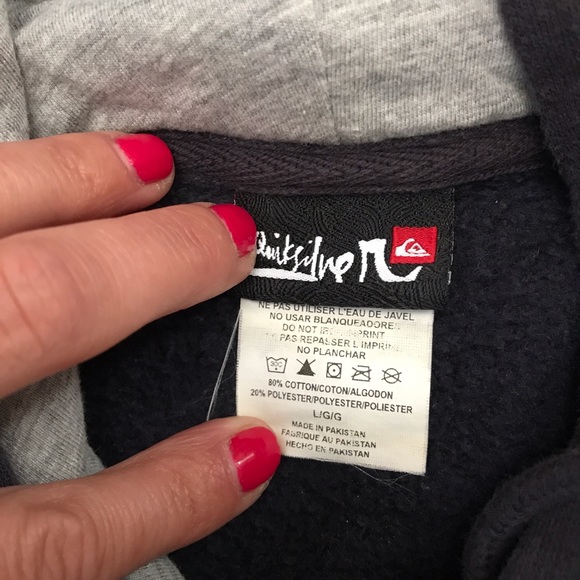 Quiksilver
NE PAS UTILISER L'EAU DE JAVEL
NO USAR BLANQUEADORES
DO NOT IRON PRINT
PAS REPASSER L'IMPRIME
NO PLANCHAR
30C
80% COTTON/COTON/ALGODON
20% POLYESTER/POLYESTER/POLIESTER
L/G/G
MADE IN PAKISTAN
FABRIQUE AU PAKISTAN
HECHO EN PAKISTAN